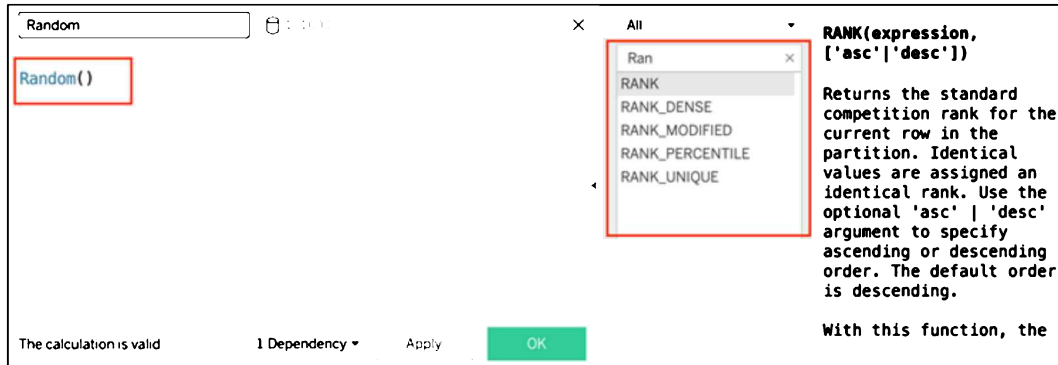 Random
Random()
The calculation is valid
1 Dependency
Apply
OK
All
Ran
RANK
RANK_DENSE
RANK_MODIFIED
RANK_PERCENTILE
RANK_UNIQUE
RANK(expression,
['asc'|'desc'])
Returns the standard
competition rank for the
current row in the
partition. Identical
values are assigned an
identical rank. Use the
optional 'asc' | 'desc'
argument to specify
ascending or descending
order. The default order
is descending.
With this function, the